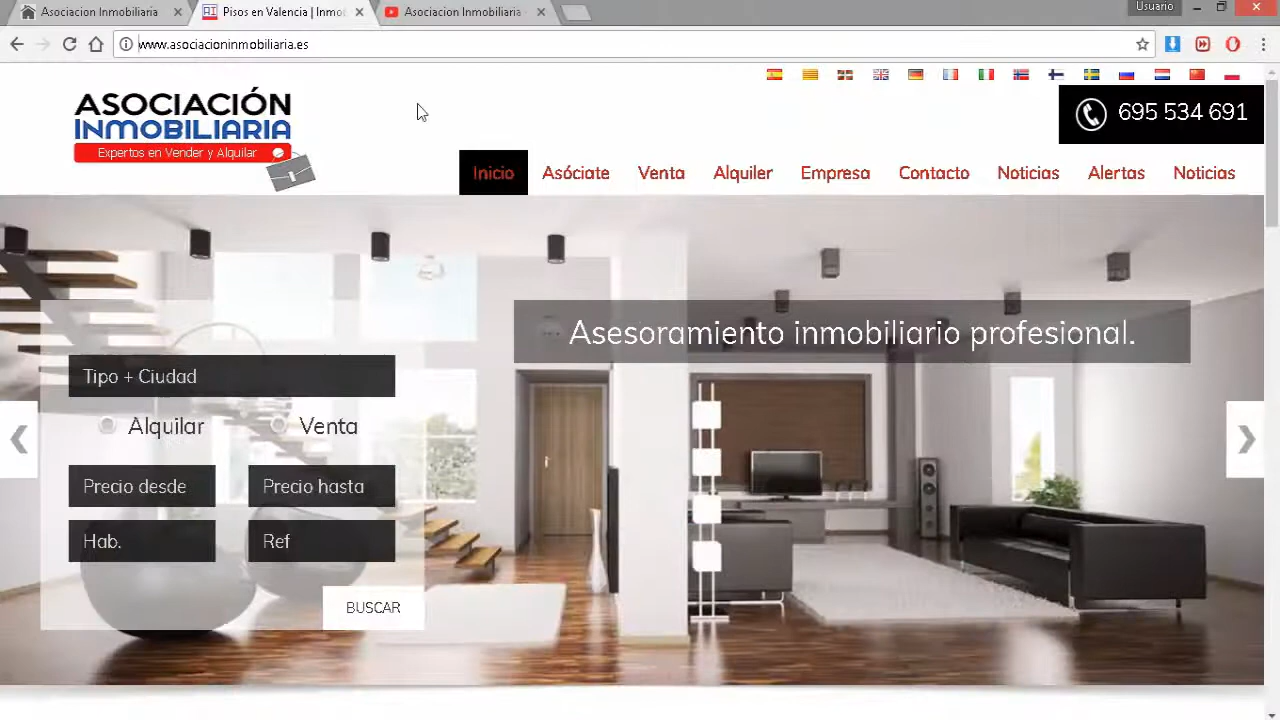 Asociacion Inmobiliaria
Pisos en Valencia | Inmob
Asociacion Inmobiliaria
Usuario
www.asociacioninmobiliaria.es
ASOCIACIÓN
INMOBILIARIA
Expertos en Vender y Alquilar
695 534 691
Inicio
Asóciate
Venta
Alquiler
Empresa
Contacto
Noticias
Alertas
Noticias
Asesoramiento inmobiliario profesional.
Tipo + Ciudad
Alquilar
Venta
Precio desde
Precio hasta
Hab.
Ref
BUSCAR